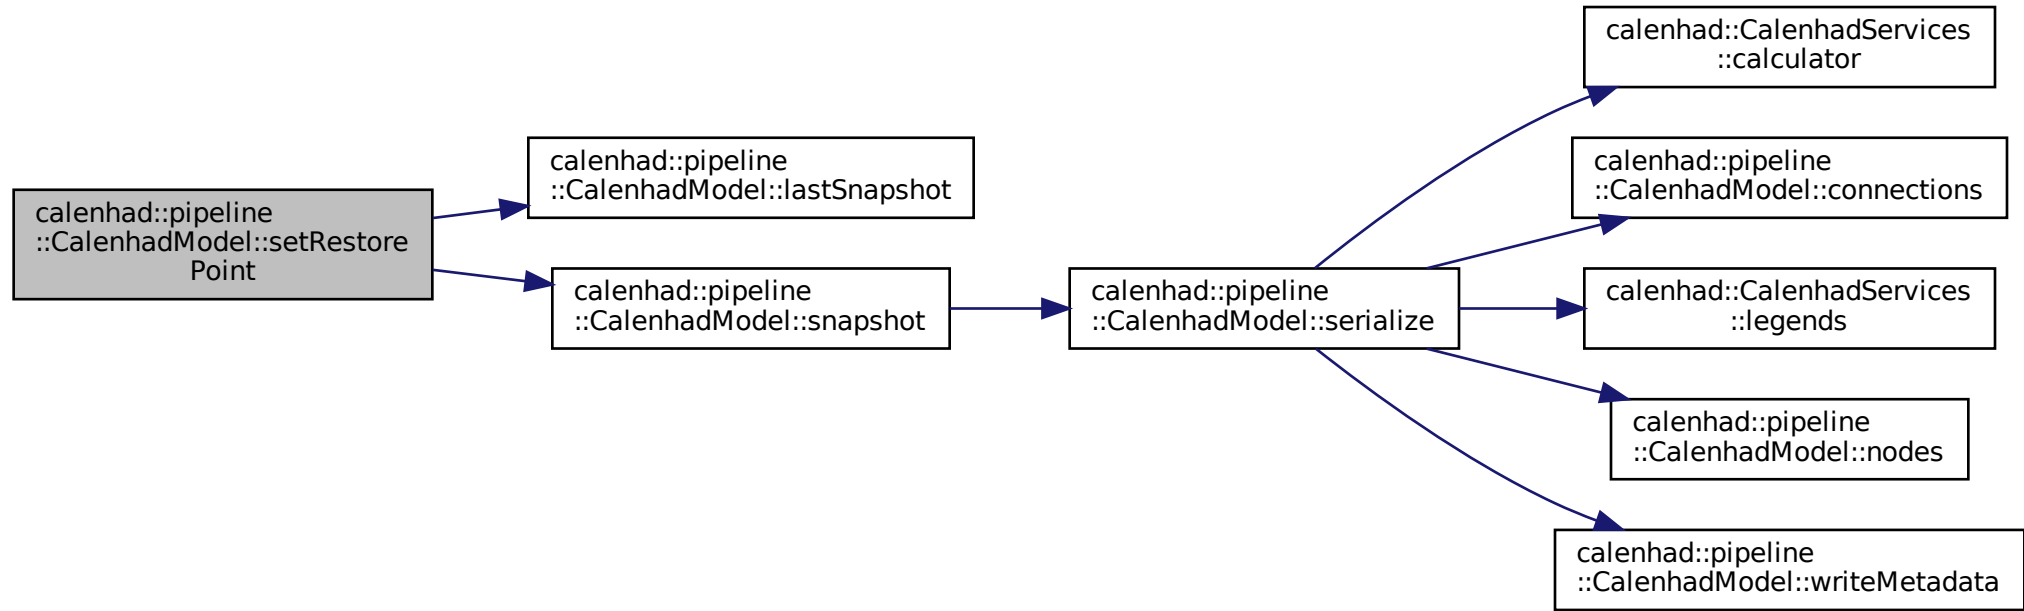 calenhad::pipeline
::CalenhadModel::setRestore
Point
calenhad::pipeline
::CalenhadModel::lastSnapshot
calenhad::pipeline
::CalenhadModel::snapshot
calenhad::pipeline
::CalenhadModel::serialize
calenhad::CalenhadServices
::calculator
calenhad::pipeline
::CalenhadModel::connections
calenhad::CalenhadServices
::legends
calenhad::pipeline
::CalenhadModel::nodes
calenhad::pipeline
::CalenhadModel::writeMetadata